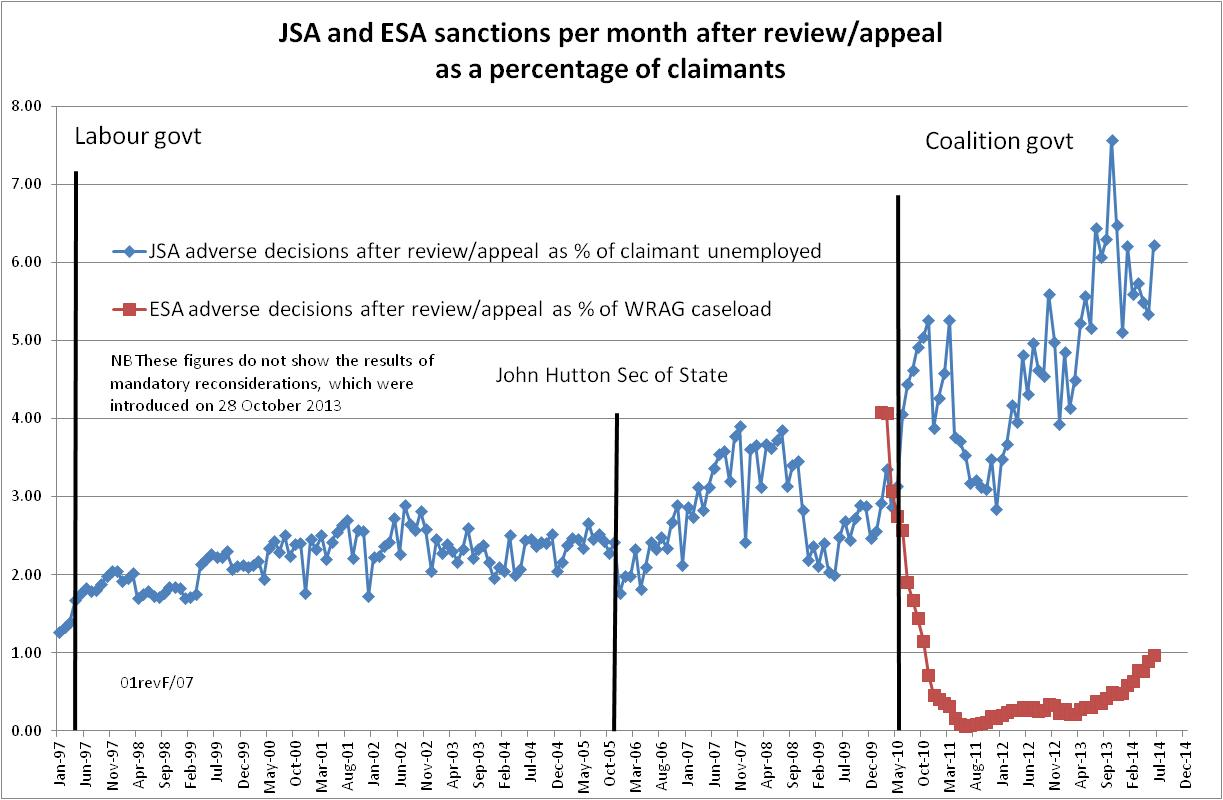 JSA and ESA sanctions per month after review/appeal
as a percentage of claimants
8.00
7.00
6.00
5.00
4.00
3.00
2.00
1.00
0.00
Labour govt
Coalition govt
JSA adverse decisions after review/appeal as % of claimant unemployed
ESA adverse decisions after review/appeal as % of WRAG caseload
NB These figures do not show the results of
mandatory reconsiderations, which were
introduced on 28 October 2013
John Hutton Sec of State
01revF/07
Jan-97
Jun-97
Nov-97
Apr-98
Sep-98
Feb-99
Jul-99
Dec-99
May-00
Oct-00
Mar-01
Aug-01
Jan-02
Jun-02
Nov-02
Apr-03
Sep-03
Feb-04
Jul-04
Dec-04
May-05
Oct-05
Mar-06
Aug-06
Jan-07
Jun-07
Nov-07
Apr-08
Sep-08
Feb-09
Jul-09
Dec-09
May-10
Oct-10
Mar-11
Aug-11
Jan-12
Jun-12
Nov-12
Apr-13
Sep-13
Feb-14
Jul-14
Dec-14